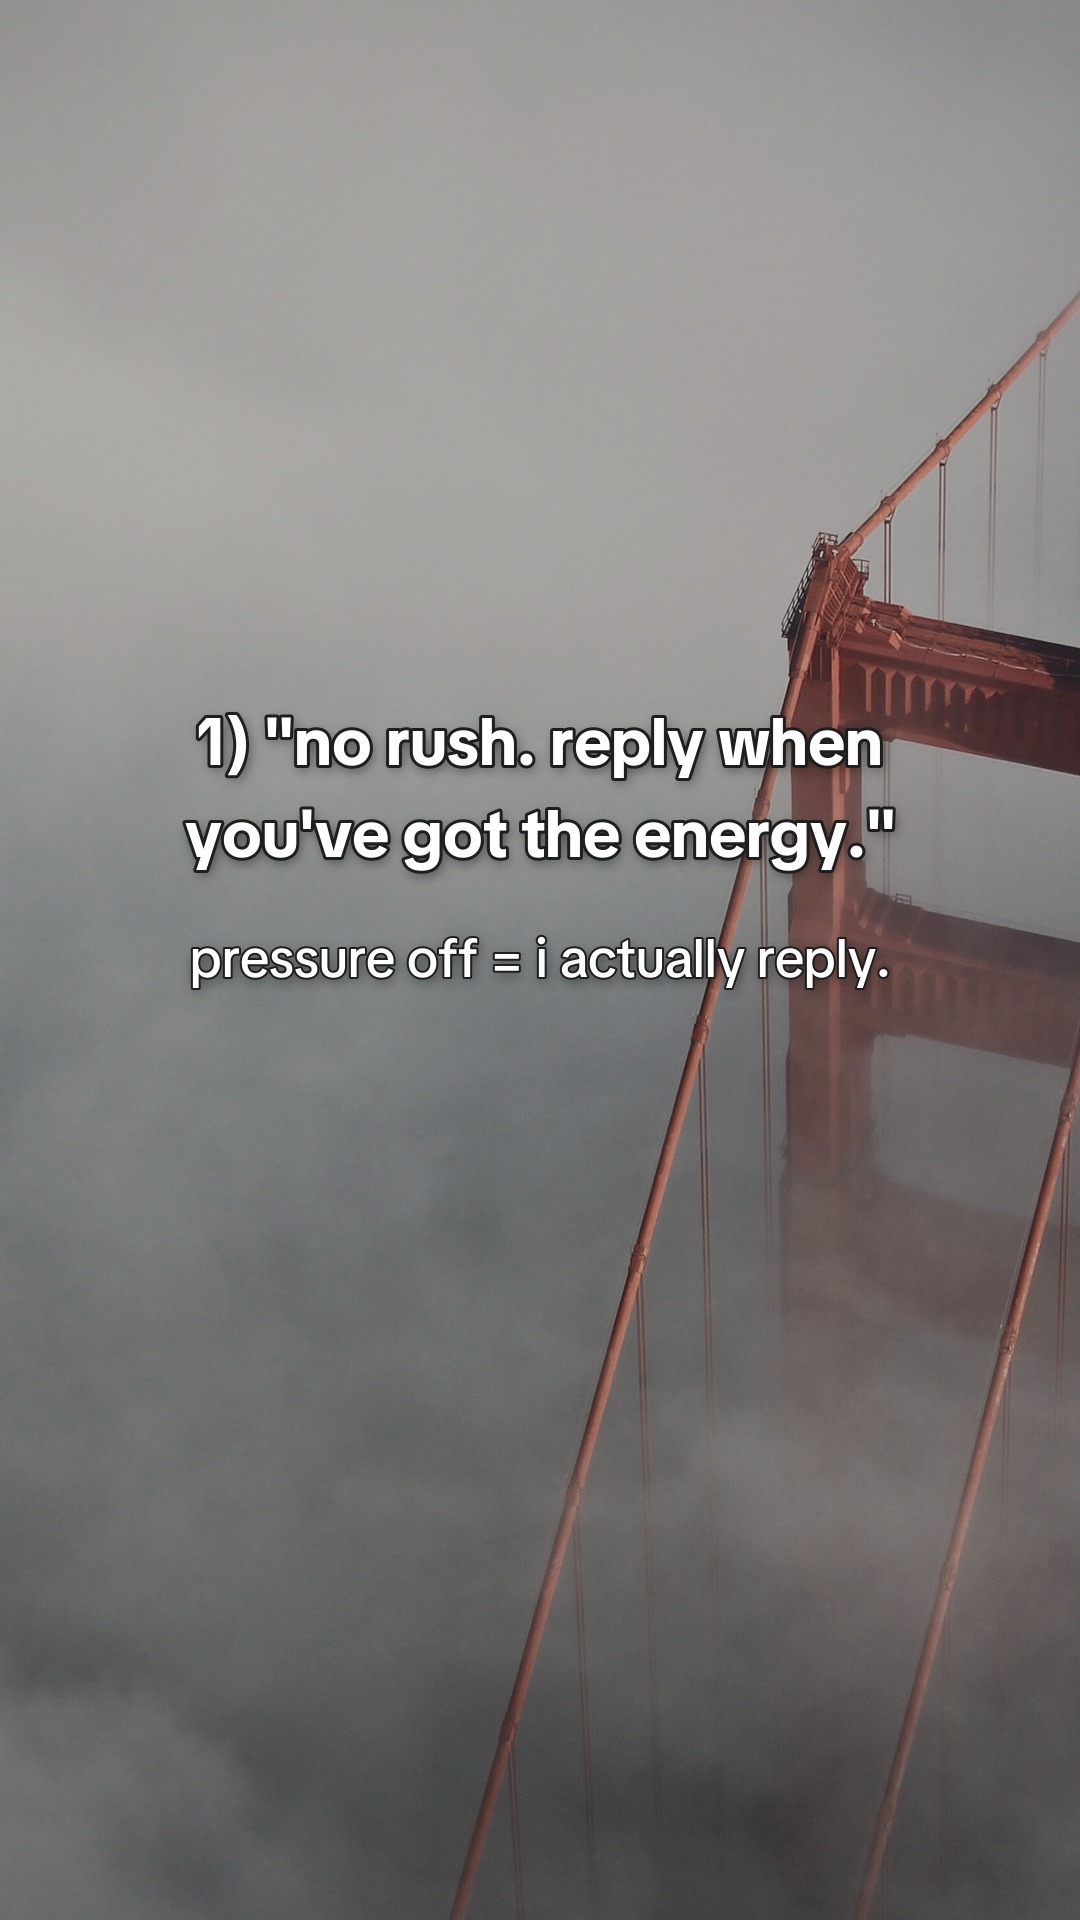 1) "no rush. reply when
you've got the energy."
pressure off = i actually reply.